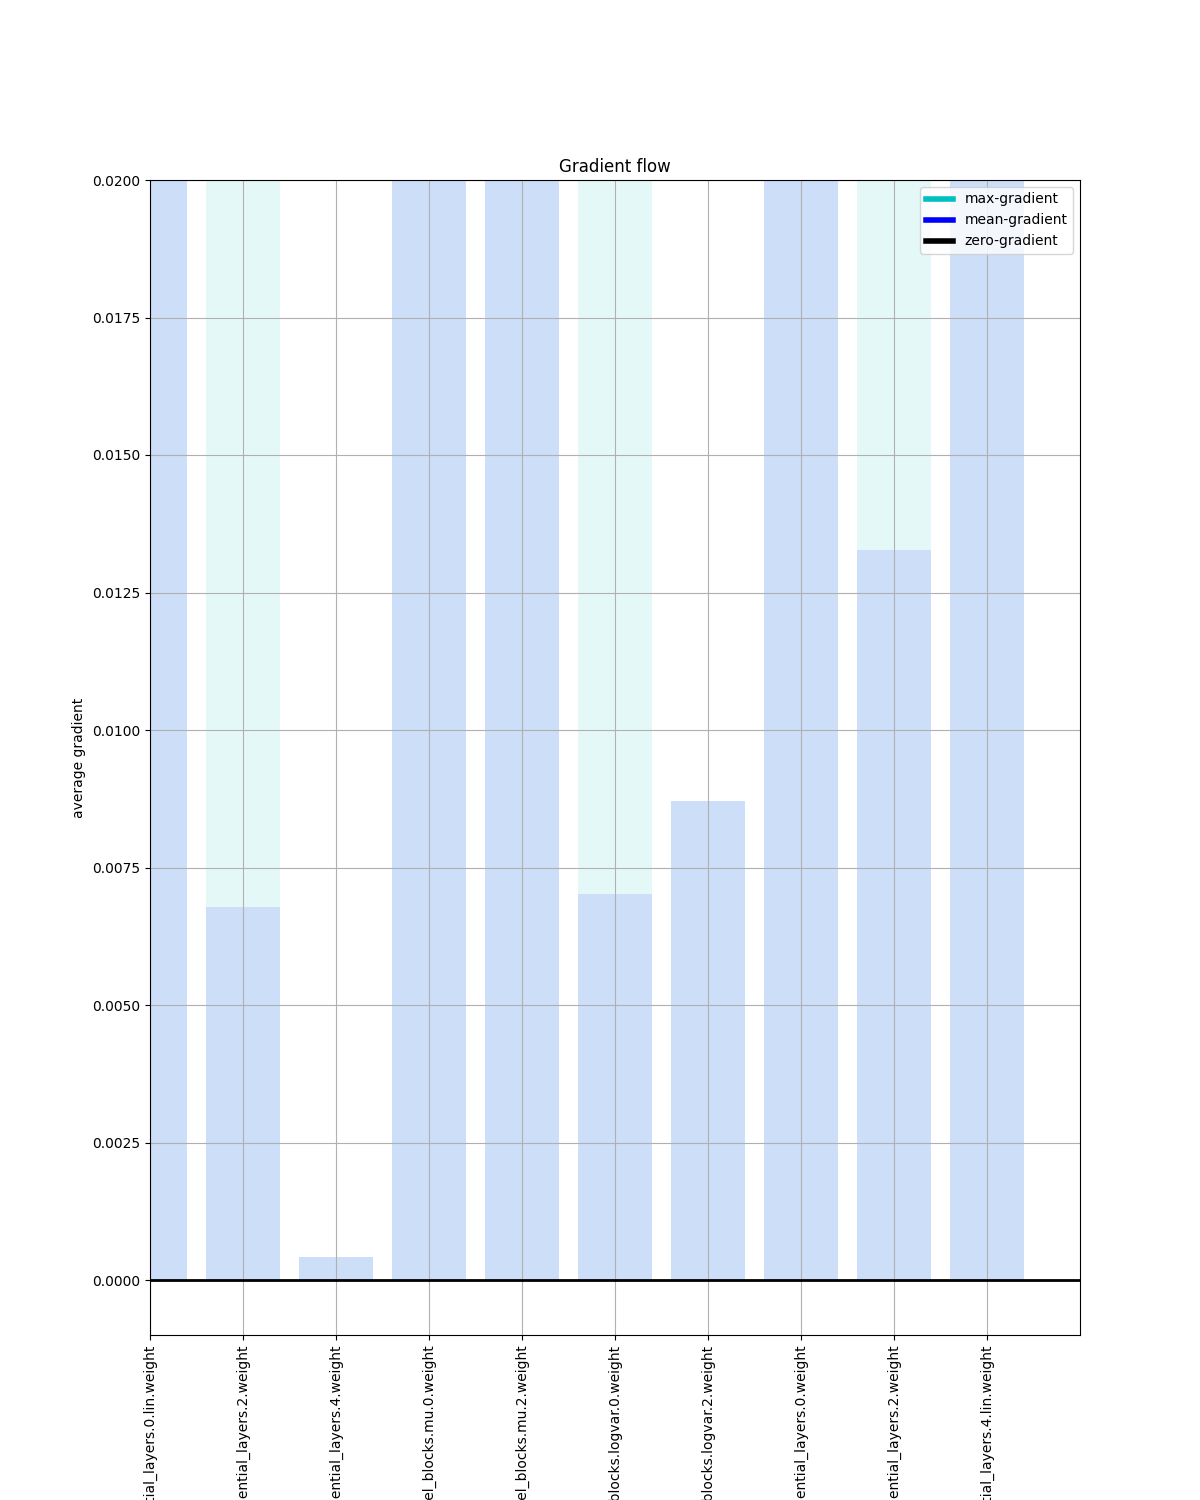 Gradient flow
max-gradient
mean-gradient
zero-gradient
0.0200
0.0175
0.0150
0.0125
0.0100
0.0075
0.0050
0.0025
0.0000
average gradient
tial_layers.0.lin.weight
ential_layers.2.weight
ential_layers.4.weight
el_blocks.mu.0.weight
el_blocks.mu.2.weight
blocks.logvar.0.weight
blocks.logvar.2.weight
ential_layers.0.weight
ential_layers.2.weight
tial_layers.4.lin.weight